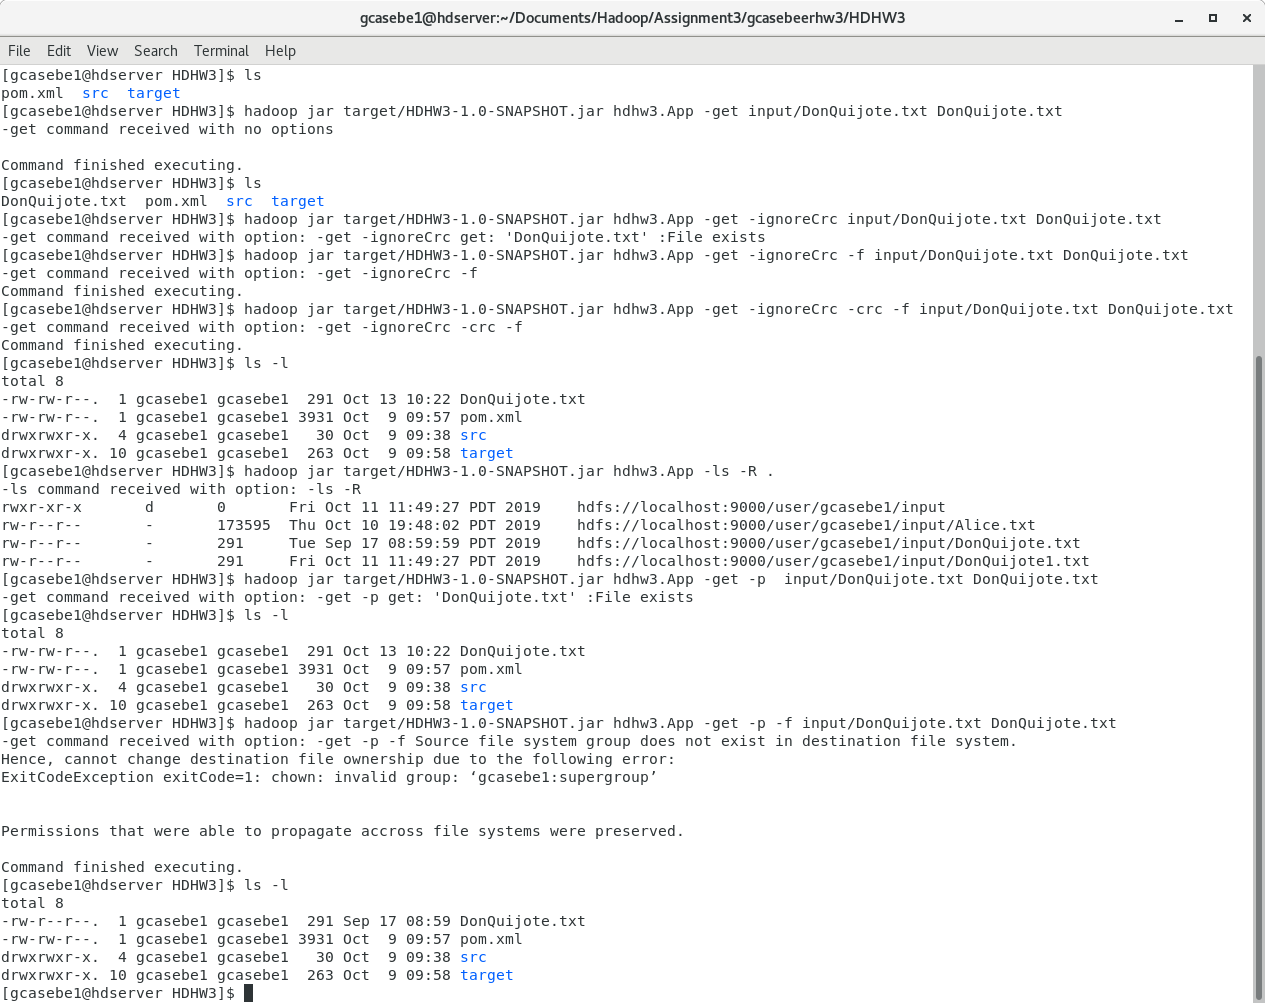 gcasebe1@hdserver:~/Documents/Hadoop/Assignment3/gcasebeerhw3/HDHW3
File Edit View Search Terminal Help
[gcasebe1@hdserver HDHW3]$ ls
pom.xml  src  target
[gcasebe1@hdserver HDHW3]$ hadoop jar target/HDHW3-1.0-SNAPSHOT.jar hdhw3.App -get input/DonQuijote.txt DonQuijote.txt
-get command received with no options

Command finished executing.
[gcasebe1@hdserver HDHW3]$ ls
DonQuijote.txt  pom.xml  src  target
[gcasebe1@hdserver HDHW3]$ hadoop jar target/HDHW3-1.0-SNAPSHOT.jar hdhw3.App -get -ignoreCrc input/DonQuijote.txt DonQuijote.txt
-get command received with option: -get -ignoreCrc get: 'DonQuijote.txt' :File exists
[gcasebe1@hdserver HDHW3]$ hadoop jar target/HDHW3-1.0-SNAPSHOT.jar hdhw3.App -get -ignoreCrc -f input/DonQuijote.txt DonQuijote.txt
-get command received with option: -get -ignoreCrc -f
Command finished executing.
[gcasebe1@hdserver HDHW3]$ hadoop jar target/HDHW3-1.0-SNAPSHOT.jar hdhw3.App -get -ignoreCrc -crc -f input/DonQuijote.txt DonQuijote.txt
-get command received with option: -get -ignoreCrc -crc -f
Command finished executing.
[gcasebe1@hdserver HDHW3]$ ls -l
total 8
-rw-rw-r--.  1 gcasebe1 gcasebe1  291 Oct 13 10:22 DonQuijote.txt
-rw-rw-r--.  1 gcasebe1 gcasebe1 3931 Oct  9 09:57 pom.xml
drwxrwxr-x.  4 gcasebe1 gcasebe1   30 Oct  9 09:38 src
drwxrwxr-x. 10 gcasebe1 gcasebe1  263 Oct  9 09:58 target
[gcasebe1@hdserver HDHW3]$ hadoop jar target/HDHW3-1.0-SNAPSHOT.jar hdhw3.App -ls -R .
-ls command received with option: -ls -R
rwxr-xr-x       d       0       Fri Oct 11 11:49:27 PDT 2019    hdfs://localhost:9000/user/gcasebe1/input
rw-r--r--       -       173595  Thu Oct 10 19:48:02 PDT 2019    hdfs://localhost:9000/user/gcasebe1/input/Alice.txt
rw-r--r--       -       291     Tue Sep 17 08:59:59 PDT 2019    hdfs://localhost:9000/user/gcasebe1/input/DonQuijote.txt
rw-r--r--       -       291     Fri Oct 11 11:49:27 PDT 2019    hdfs://localhost:9000/user/gcasebe1/input/DonQuijote1.txt
[gcasebe1@hdserver HDHW3]$ hadoop jar target/HDHW3-1.0-SNAPSHOT.jar hdhw3.App -get -p  input/DonQuijote.txt DonQuijote.txt
-get command received with option: -get -p get: 'DonQuijote.txt' :File exists
[gcasebe1@hdserver HDHW3]$ ls -l
total 8
-rw-rw-r--.  1 gcasebe1 gcasebe1  291 Oct 13 10:22 DonQuijote.txt
-rw-rw-r--.  1 gcasebe1 gcasebe1 3931 Oct  9 09:57 pom.xml
drwxrwxr-x.  4 gcasebe1 gcasebe1   30 Oct  9 09:38 src
drwxrwxr-x. 10 gcasebe1 gcasebe1  263 Oct  9 09:58 target
[gcasebe1@hdserver HDHW3]$ hadoop jar target/HDHW3-1.0-SNAPSHOT.jar hdhw3.App -get -p -f input/DonQuijote.txt DonQuijote.txt
-get command received with option: -get -p -f Source file system group does not exist in destination file system.
Hence, cannot change destination file ownership due to the following error:
ExitCodeException exitCode=1: chown: invalid group: ‘gcasebe1:supergroup’

Permissions that were able to propagate accross file systems were preserved.

Command finished executing.
[gcasebe1@hdserver HDHW3]$ ls -l
total 8
-rw-r--r--.  1 gcasebe1 gcasebe1  291 Sep 17 08:59 DonQuijote.txt
-rw-rw-r--.  1 gcasebe1 gcasebe1 3931 Oct  9 09:57 pom.xml
drwxrwxr-x.  4 gcasebe1 gcasebe1   30 Oct  9 09:38 src
drwxrwxr-x. 10 gcasebe1 gcasebe1  263 Oct  9 09:58 target
[gcasebe1@hdserver HDHW3]$